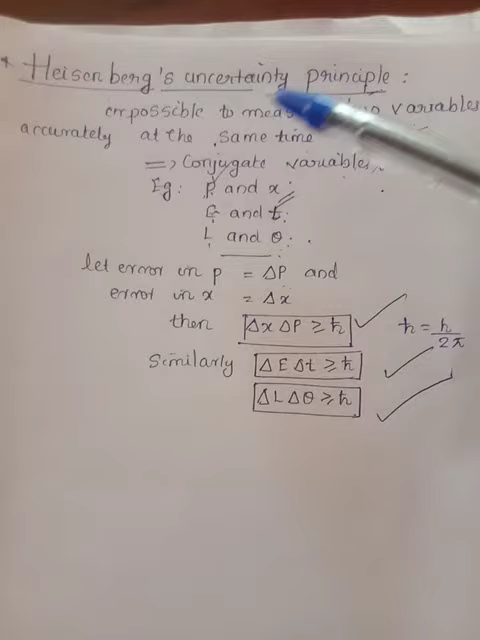 * Heisenberg's uncertainty principle :
impossible to meas variables
accurately at the same time
=> Conjugate variables.
Eg: p and x.
E and t.
L and θ.
let error in p = ΔP and
error in x = Δx
then Δx ΔP ≥ ħ ħ = h/2π
Similarly ΔE Δt ≥ ħ
ΔL Δθ ≥ ħ